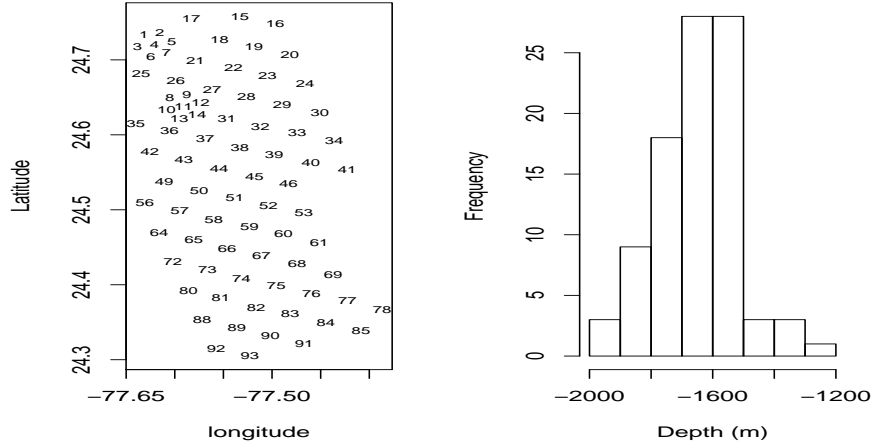 17 15 16
1 2 18
3 4 5 19
6 7 20
21 22
25 26 23 24
8 9 26 28 29
10 11 12 30
13 14 31
35 36 32 33
37 34
42 38 39
43 40
44 41
39 45 46
50 51
56 57 52 53
58 59
64 65 60 61
66 67
72 73 68 69
74 75
80 81 76 77
82 83 78
88 89 84 85
90 91
92 93
24.7
24.6
24.5
24.4
24.3
Latitude
−77.65 −77.50
longitude
25
20
15
10
5
0
Frequency
−2000 −1600 −1200
Depth (m)